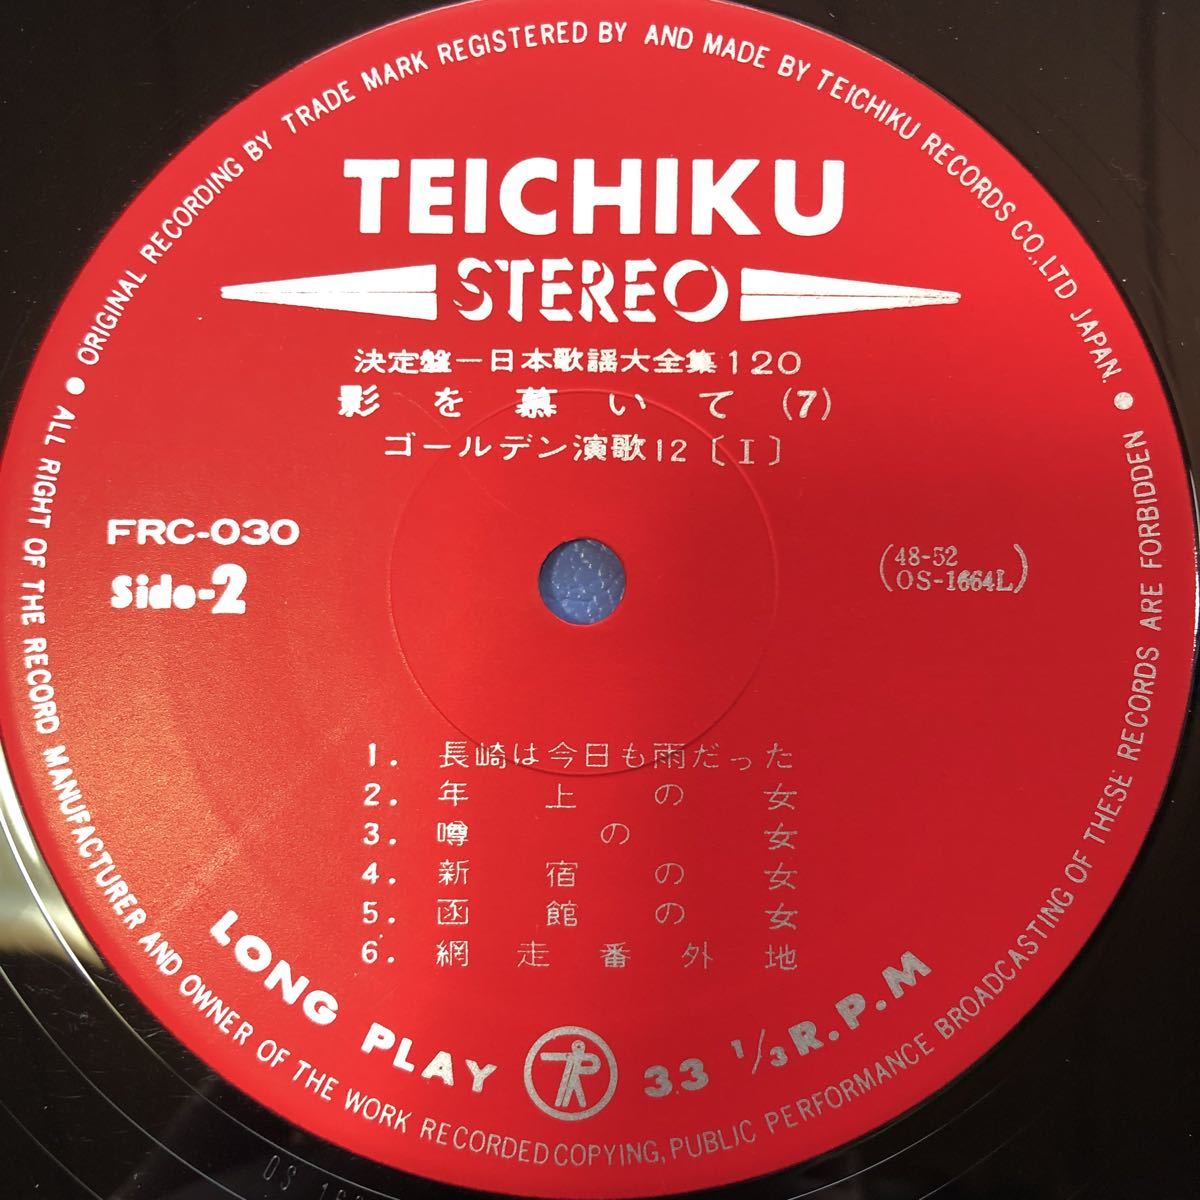 • ORIGINAL RECORDING BY TRADE MARK REGISTERED BY AND MADE BY TEICHIKU RECORDS CO.,LTD JAPAN. •
TEICHIKU
STEREO
決定盤ー日本歌謡大全集120
影を慕いて(7)
ゴールデン演歌12〔I〕
FRC-030
Side-2
(48-52
OS-1664L)
1. 長崎は今日も雨だった
2. 年上の女
3. 噂の女
4. 新宿の女
5. 函館の女
6. 網走番外地
LONG PLAY 33 1/3 R.P.M
ALL RIGHT OF THE RECORD MANUFACTURER AND OWNER OF THE WORK RECORDED COPYING, PUBLIC PERFORMANCE BROADCASTING OF THESE RECORDS ARE FORBIDDEN